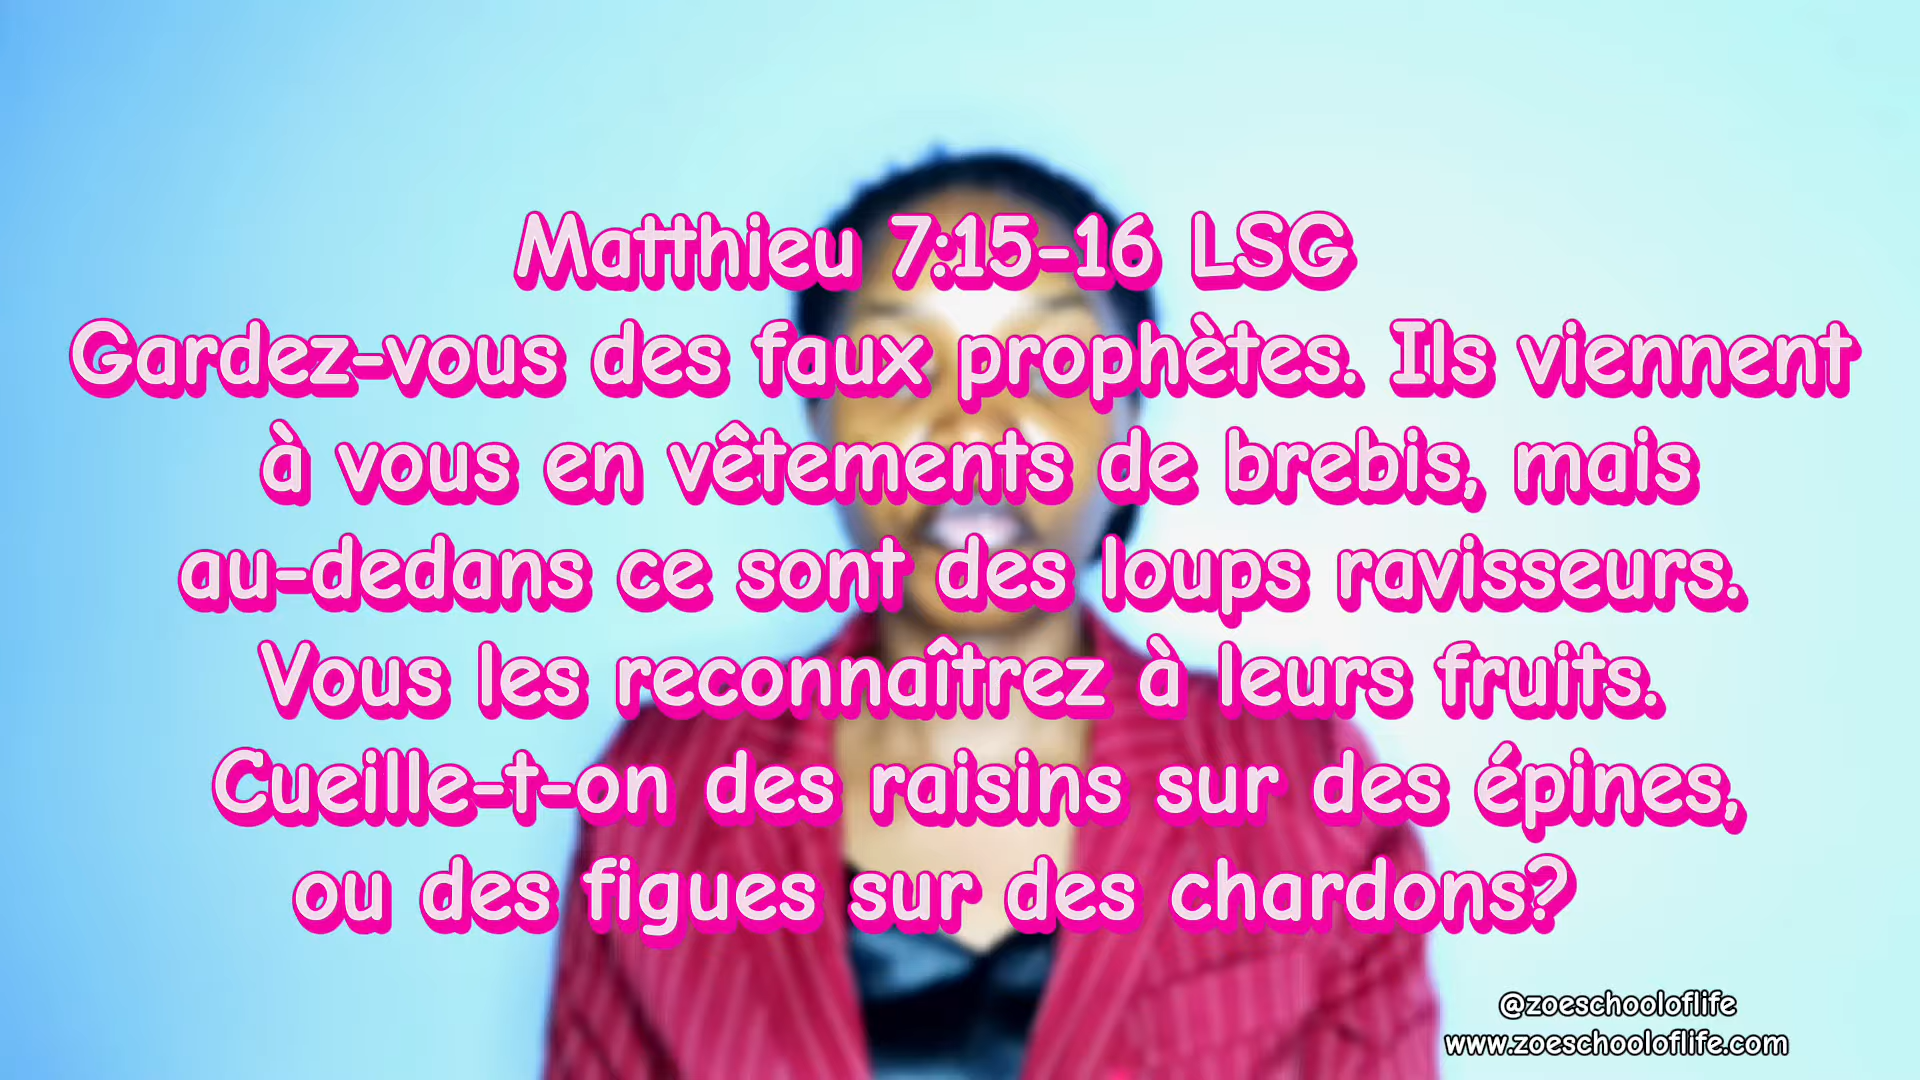 Matthieu 7:15-16 LSG
Gardez-vous des faux prophètes. Ils viennent
à vous en vêtements de brebis, mais
au-dedans ce sont des loups ravisseurs.
Vous les reconnaîtrez à leurs fruits.
Cueille-t-on des raisins sur des épines,
ou des figues sur des chardons?
@zoeschooloflife
www.zoeschooloflife.com